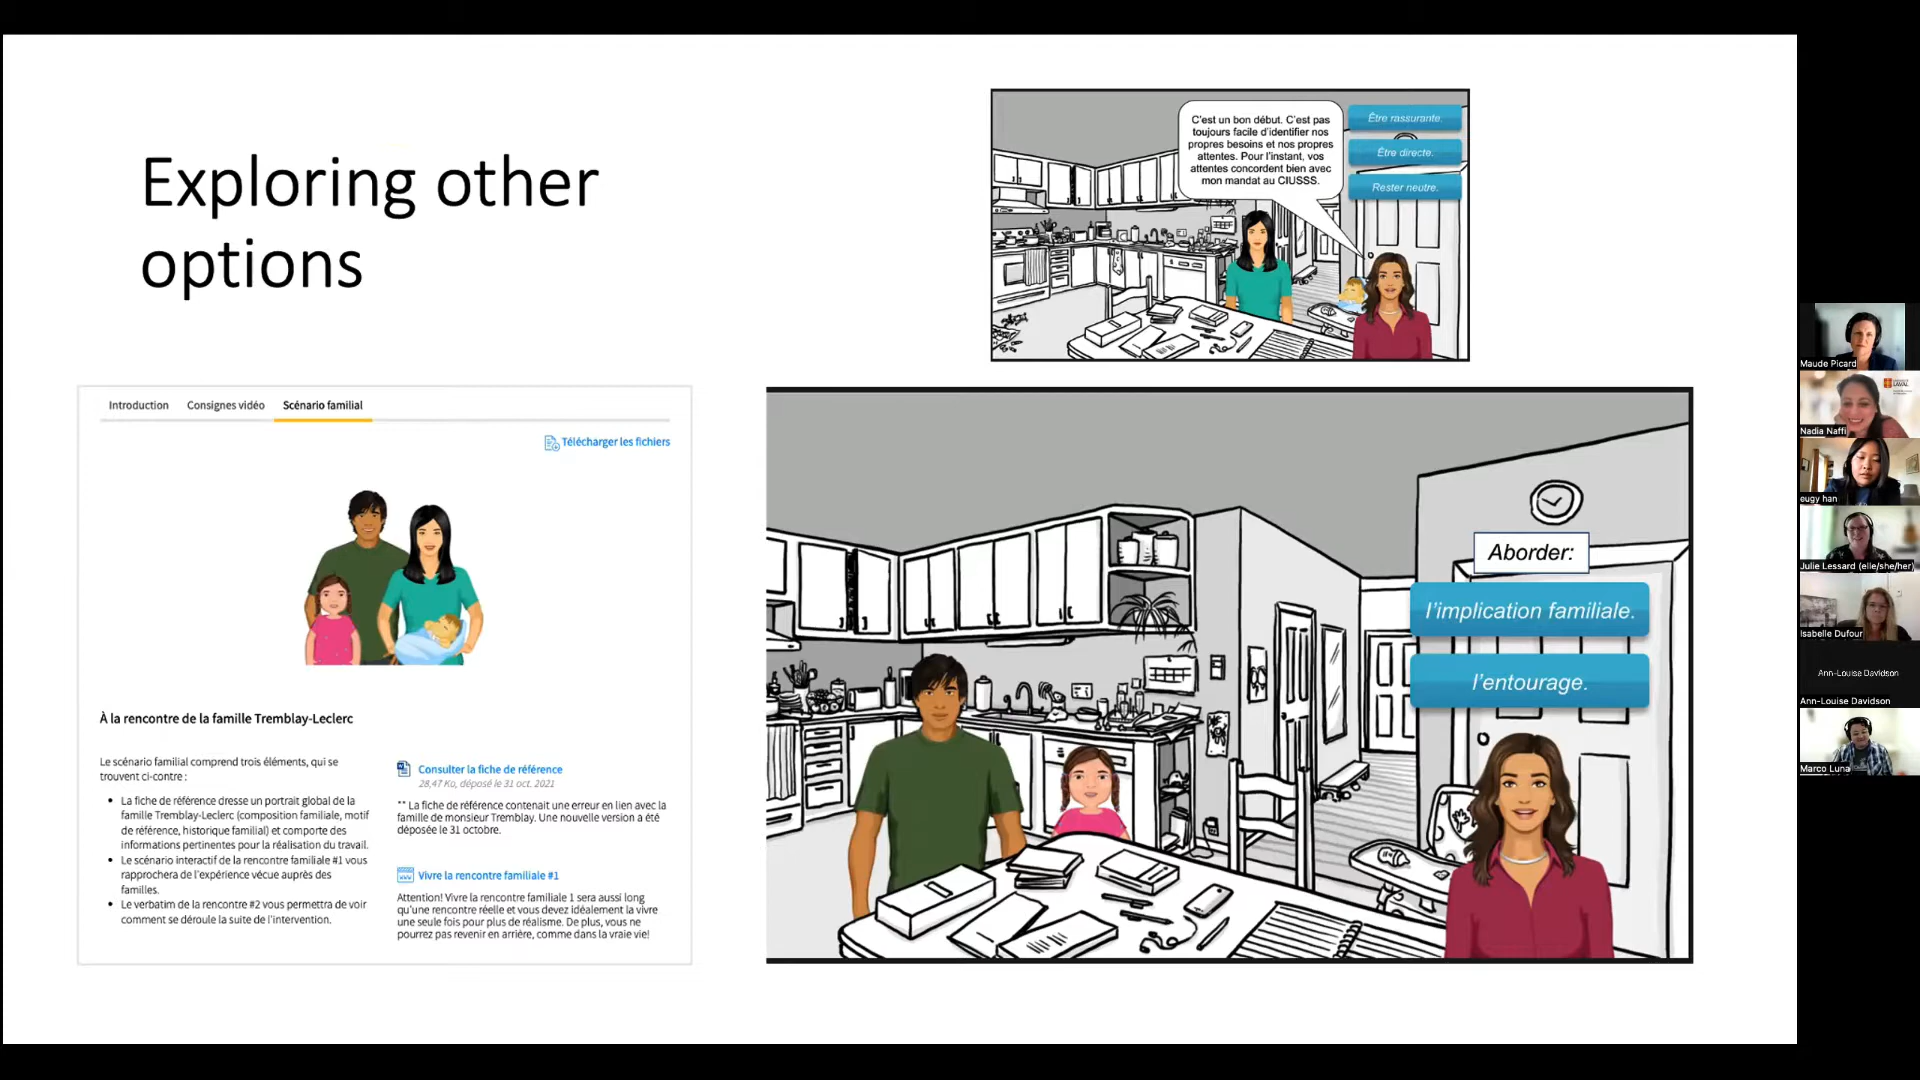 Exploring other
options
C'est un bon début. C'est pas
toujours facile d'identifier nos
propres besoins et nos propres
attentes. Pour l'instant, vos
attentes concordent bien avec
mon mandat au CIUSSS.
Être rassurante.
Être directe.
Rester neutre.
Introduction
Consignes vidéo
Scénario familial
Télécharger les fichiers
À la rencontre de la famille Tremblay-Leclerc
Le scénario familial comprend trois éléments, qui se
trouvent ci-contre :
• La fiche de référence dresse un portrait global de la
famille Tremblay-Leclerc (composition familiale, motif
de référence, historique familial) et comporte des
informations pertinentes pour la réalisation du travail.
• Le scénario interactif de la rencontre familiale #1 vous
rapprochera de l'expérience vécue auprès des
familles.
• Le verbatim de la rencontre #2 vous permettra de voir
comment se déroule la suite de l'intervention.
Consulter la fiche de référence
28,47 Ko, déposé le 31 oct. 2021
** La fiche de référence contenait une erreur en lien avec la
famille de monsieur Tremblay. Une nouvelle version a été
déposée le 31 octobre.
Vivre la rencontre familiale #1
Attention! Vivre la rencontre familiale 1 sera aussi long
qu'une rencontre réelle et vous devez idéalement la vivre
une seule fois pour plus de réalisme. De plus, vous ne
pourrez pas revenir en arrière, comme dans la vraie vie!
Aborder:
l'implication familiale.
l'entourage.
Maude Picard
LAVAL
Nadia Naffi
eugy han
Julie Lessard (elle/she/her)
Isabelle Dufour
Ann-Louise Davidson
Ann-Louise Davidson
Marco Luna